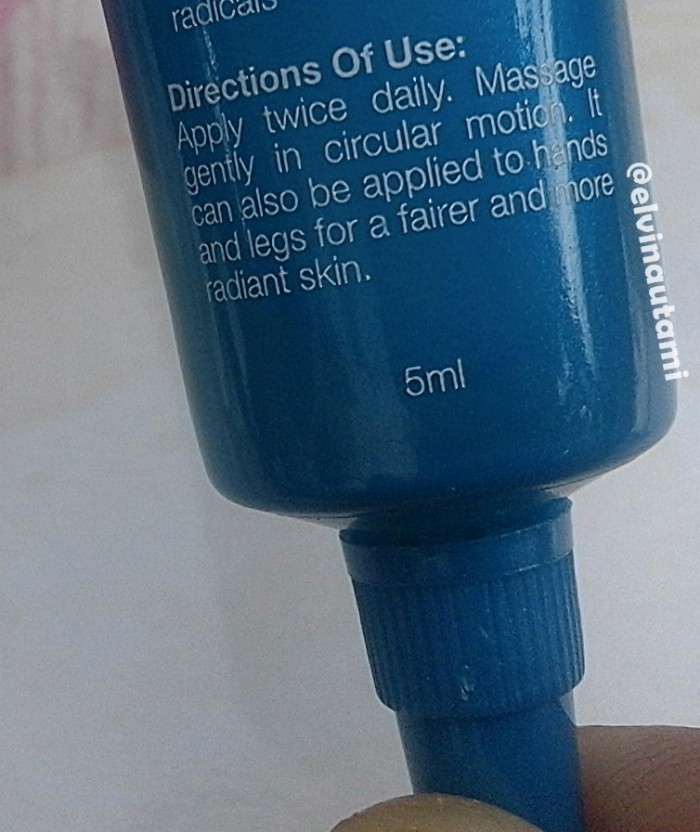 radicals
Directions Of Use:
Apply twice daily. Massage
gently in circular motion. It
can also be applied to hands
and legs for a fairer and more
radiant skin.
5ml
@elvinautami